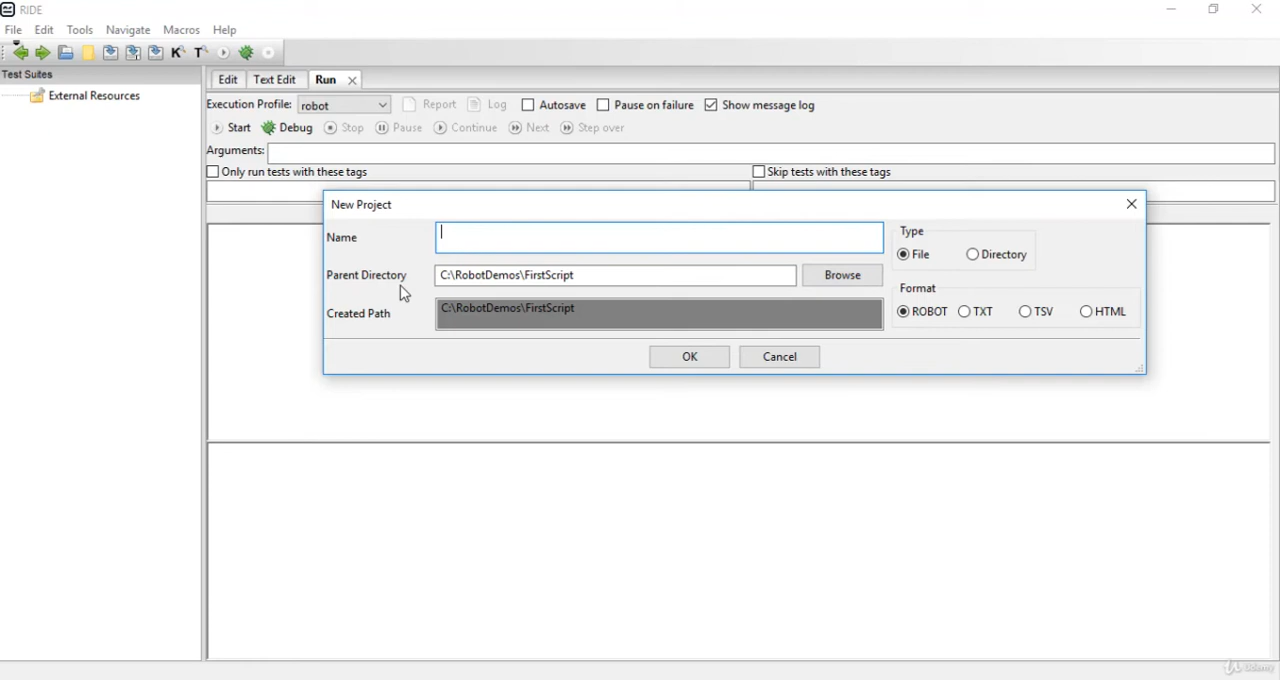 RIDE
File Edit Tools Navigate Macros Help
K T
Test Suites
External Resources
Edit Text Edit Run
Execution Profile: robot Report Log Autosave Pause on failure Show message log
Start Debug Stop Pause Continue Next Step over
Arguments:
Only run tests with these tags Skip tests with these tags
New Project
Name
Type
File Directory
Parent Directory C:\RobotDemos\FirstScript Browse
Format
Created Path C:\RobotDemos\FirstScript ROBOT TXT TSV HTML
OK Cancel
Udemy